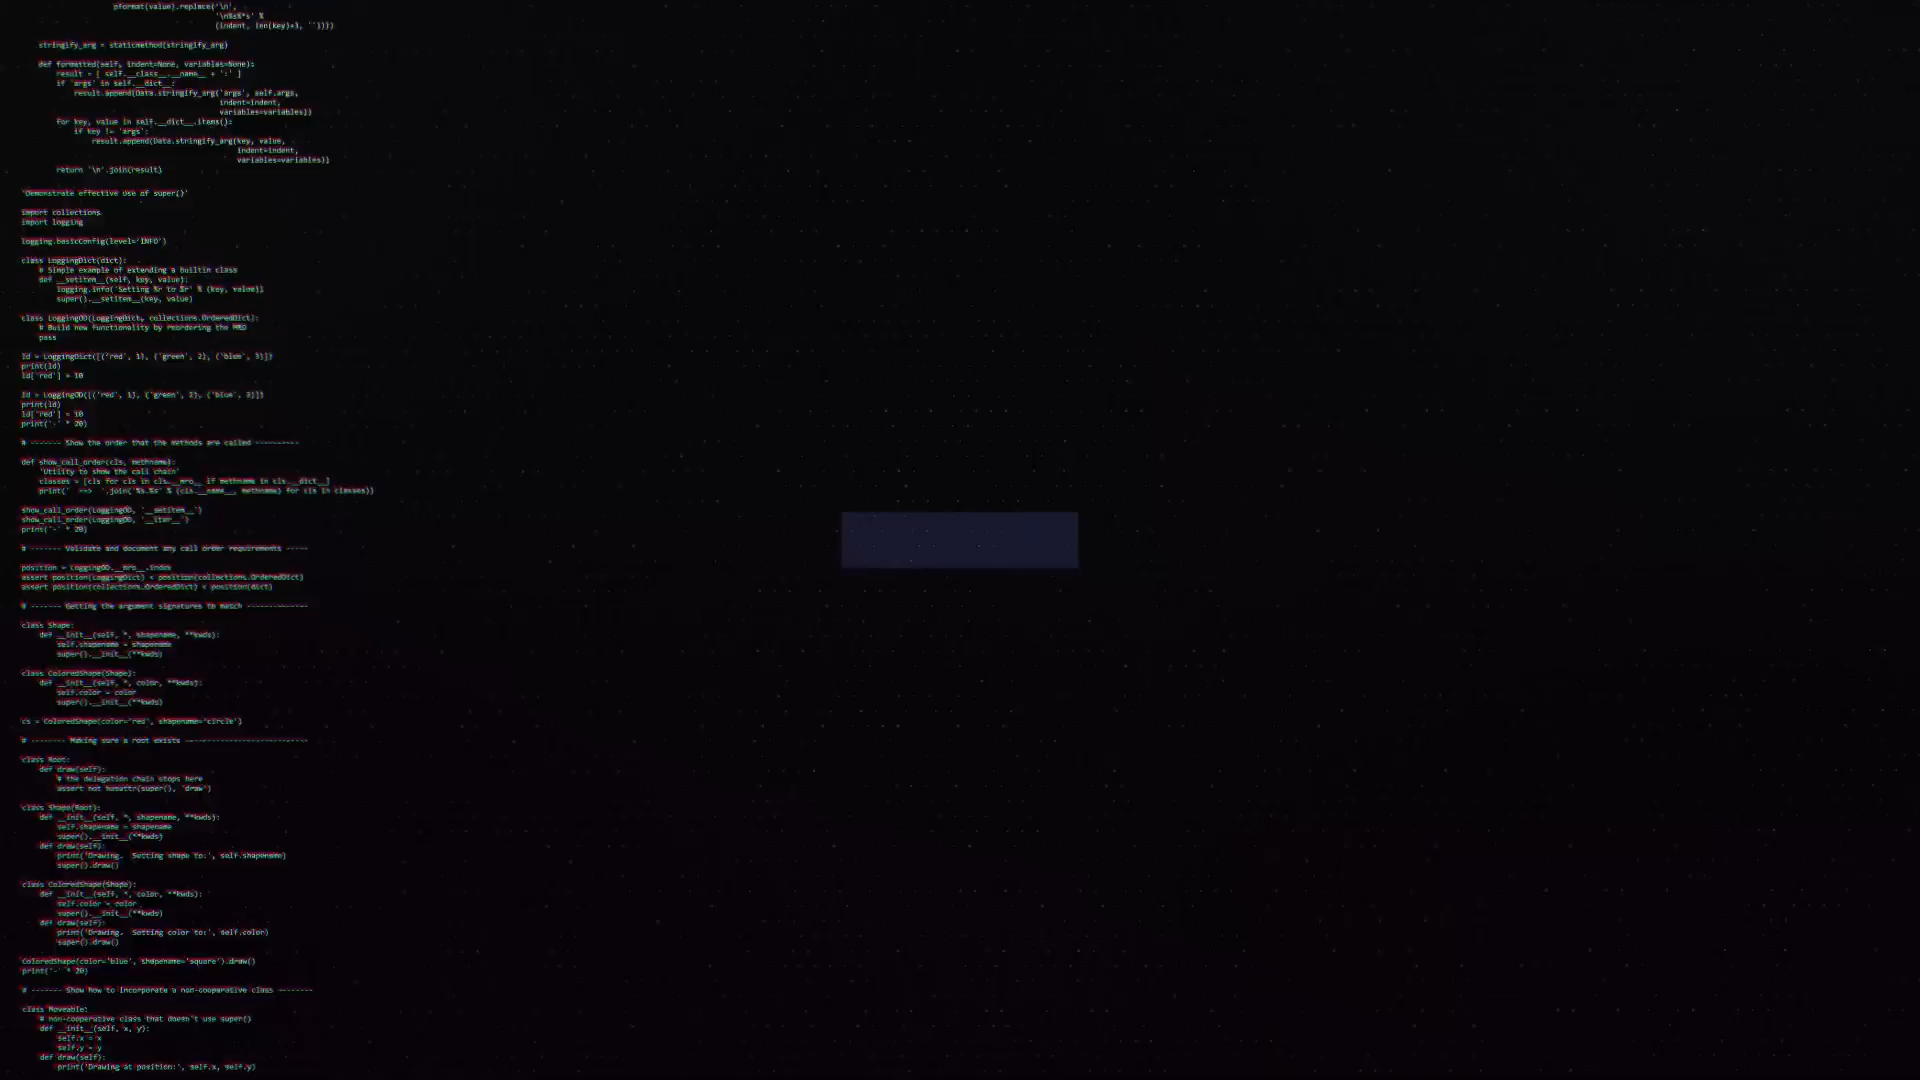 pformat(value).replace('\n',
'\n%s%*s' %
(indent, len(key)+3, ''))))
stringify_arg = staticmethod(stringify_arg)
def formatted(self, indent=None, variables=None):
result = [ self.__class__.__name__ + ':' ]
if 'args' in self.__dict__:
result.append(Data.stringify_arg('args', self.args,
indent=indent,
variables=variables))
for key, value in self.__dict__.items():
if key != 'args':
result.append(Data.stringify_arg(key, value,
indent=indent,
variables=variables))
return '\n'.join(result)
'Demonstrate effective use of super()'
import collections
import logging
logging.basicConfig(level='INFO')
class LoggingDict(dict):
# Simple example of extending a builtin class
def __setitem__(self, key, value):
logging.info('Setting %r to %r' % (key, value))
super().__setitem__(key, value)
class LoggingOD(LoggingDict, collections.OrderedDict):
# Build new functionality by reordering the MRO
pass
ld = LoggingDict([('red', 1), ('green', 2), ('blue', 3)])
print(ld)
ld['red'] = 10
ld = LoggingOD([('red', 1), ('green', 2), ('blue', 3)])
print(ld)
ld['red'] = 10
print('-' * 20)
# ------- Show the order that the methods are called ----------
def show_call_order(cls, methname):
'Utility to show the call chain'
classes = [cls for cls in cls.__mro__ if methname in cls.__dict__]
print('  ==>  '.join('%s.%s' % (cls.__name__, methname) for cls in classes))
show_call_order(LoggingOD, '__setitem__')
show_call_order(LoggingOD, '__iter__')
print('-' * 20)
# ------- Validate and document any call order requirements -----
position = LoggingOD.__mro__.index
assert position(LoggingDict) < position(collections.OrderedDict)
assert position(collections.OrderedDict) < position(dict)
# ------- Getting the argument signatures to match --------------
class Shape:
def __init__(self, *, shapename, **kwds):
self.shapename = shapename
super().__init__(**kwds)
class ColoredShape(Shape):
def __init__(self, *, color, **kwds):
self.color = color
super().__init__(**kwds)
cs = ColoredShape(color='red', shapename='circle')
# -------- Making sure a root exists ----------------------------
class Root:
def draw(self):
# the delegation chain stops here
assert not hasattr(super(), 'draw')
class Shape(Root):
def __init__(self, *, shapename, **kwds):
self.shapename = shapename
super().__init__(**kwds)
def draw(self):
print('Drawing.  Setting shape to:', self.shapename)
super().draw()
class ColoredShape(Shape):
def __init__(self, *, color, **kwds):
self.color = color
super().__init__(**kwds)
def draw(self):
print('Drawing.  Setting color to:', self.color)
super().draw()
ColoredShape(color='blue', shapename='square').draw()
print('-' * 20)
# ------- Show how to incorporate a non-cooperative class --------
class Moveable:
# non-cooperative class that doesn't use super()
def __init__(self, x, y):
self.x = x
self.y = y
def draw(self):
print('Drawing at position:', self.x, self.y)